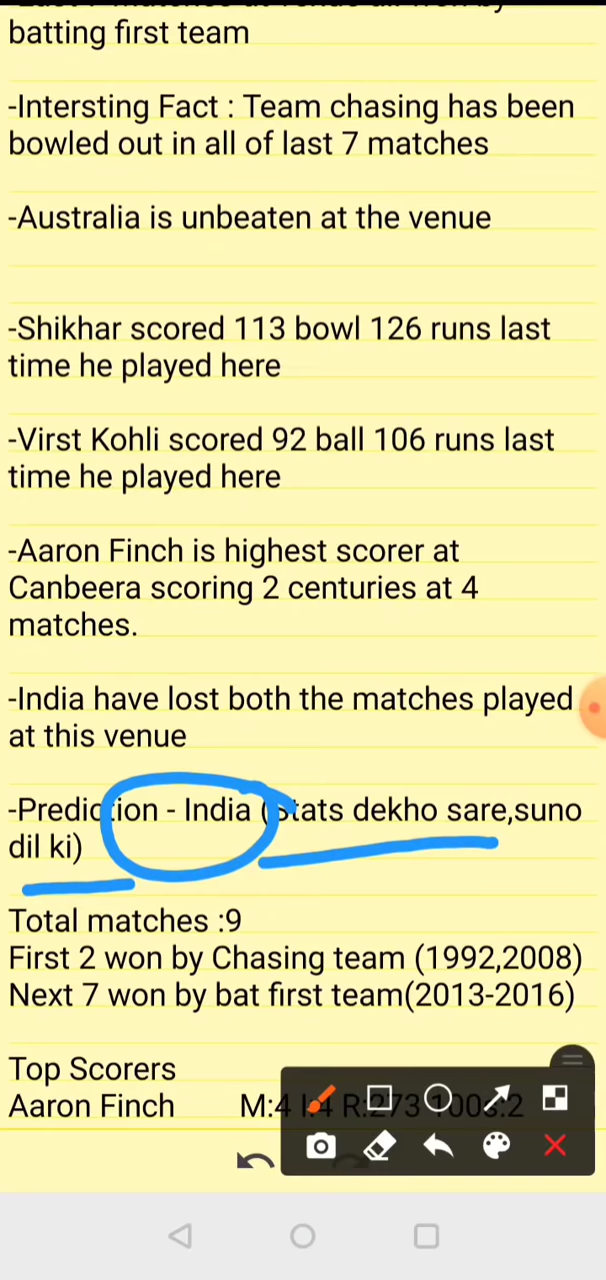 batting first team
-Intersting Fact : Team chasing has been
bowled out in all of last 7 matches
-Australia is unbeaten at the venue
-Shikhar scored 113 bowl 126 runs last
time he played here
-Virst Kohli scored 92 ball 106 runs last
time he played here
-Aaron Finch is highest scorer at
Canbeera scoring 2 centuries at 4
matches.
-India have lost both the matches played
at this venue
-Prediction - India (Stats dekho sare,suno
dil ki)
Total matches :9
First 2 won by Chasing team (1992,2008)
Next 7 won by bat first team(2013-2016)
Top Scorers
Aaron Finch M:4 I:4 R:273 100s:2